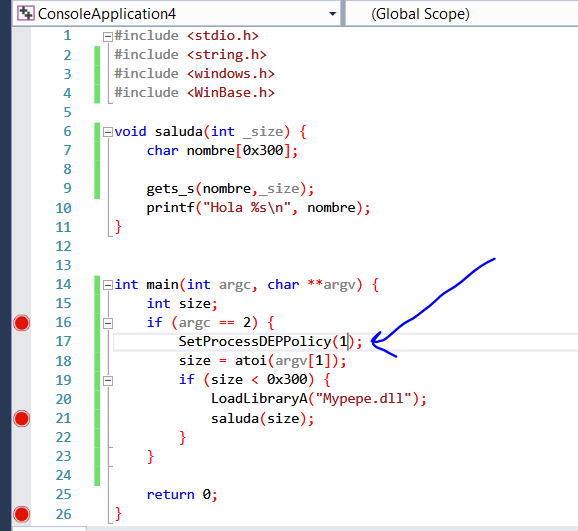 ConsoleApplication4 (Global Scope)
1 #include <stdio.h>
2 #include <string.h>
3 #include <windows.h>
4 #include <WinBase.h>
5
6 void saluda(int _size) {
7 char nombre[0x300];
8
9 gets_s(nombre,_size);
10 printf("Hola %s\n", nombre);
11 }
12
13
14 int main(int argc, char **argv) {
15 int size;
16 if (argc == 2) {
17 SetProcessDEPPolicy(1);
18 size = atoi(argv[1]);
19 if (size < 0x300) {
20 LoadLibraryA("Mypepe.dll");
21 saluda(size);
22 }
23 }
24
25 return 0;
26 }